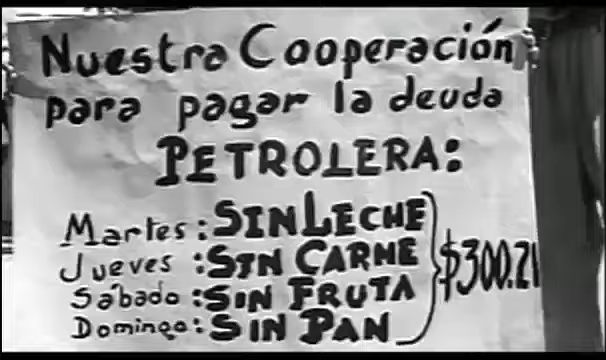 Nuestra Cooperación
para pagar la deuda
PETROLERA:
Martes: SIN LECHE
Jueves: SIN CARNE
Sábado: SIN FRUTA
Domingo: SIN PAN
$300.21